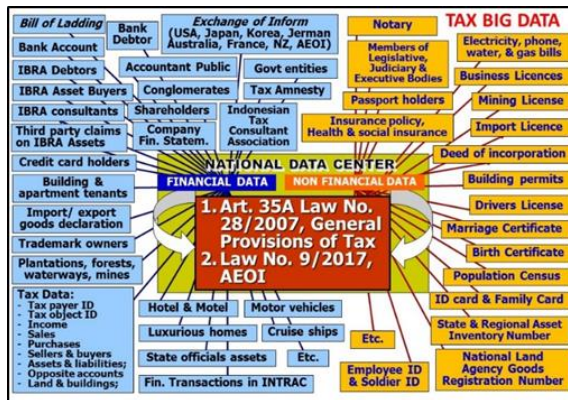 Bill of Ladding
Bank Account
IBRA Debtors
IBRA Asset Buyers
IBRA consultants
Third party claims
on IBRA Assets
Credit card holders
Building &
apartment tenants
Import/ export
goods declaration
Trademark owners
Plantations, forests,
waterways, mines
Tax Data:
- Tax payer ID
- Tax object ID
- Income
- Sales
- Purchases
- Sellers & buyers
- Assets & liabilities;
- Opposite accounts
- Land & buildings;
Bank
Debtor
Accountant Public
Conglomerates
Shareholders
Company
Fin. Statem.
Exchange of Inform
(USA, Japan, Korea, Jerman
Australia, France, NZ, AEOI)
Govt entities
Tax Amnesty
Indonesian
Tax
Consultant
Association
Notary
Members of
Legislative,
Judiciary &
Executive Bodies
Passport holders
Insurance policy,
Health & social insurance
TAX BIG DATA
Electricity, phone,
water, & gas bills
Business Licences
Mining License
Import Licence
Deed of incorporation
Building permits
Drivers License
Marriage Certificate
Birth Certificate
Population Census
ID card & Family Card
State & Regional Asset
Inventory Number
National Land
Agency Goods
Registration Number
NATIONAL DATA CENTER
FINANCIAL DATA
NON FINANCIAL DATA
1. Art. 35A Law No.
28/2007, General
Provisions of Tax
2. Law No. 9/2017,
AEOI
Hotel & Motel
Motor vehicles
Luxurious homes
Cruise ships
State officials assets
Etc.
Fin. Transactions in INTRAC
Etc.
Employee ID
& Soldier ID